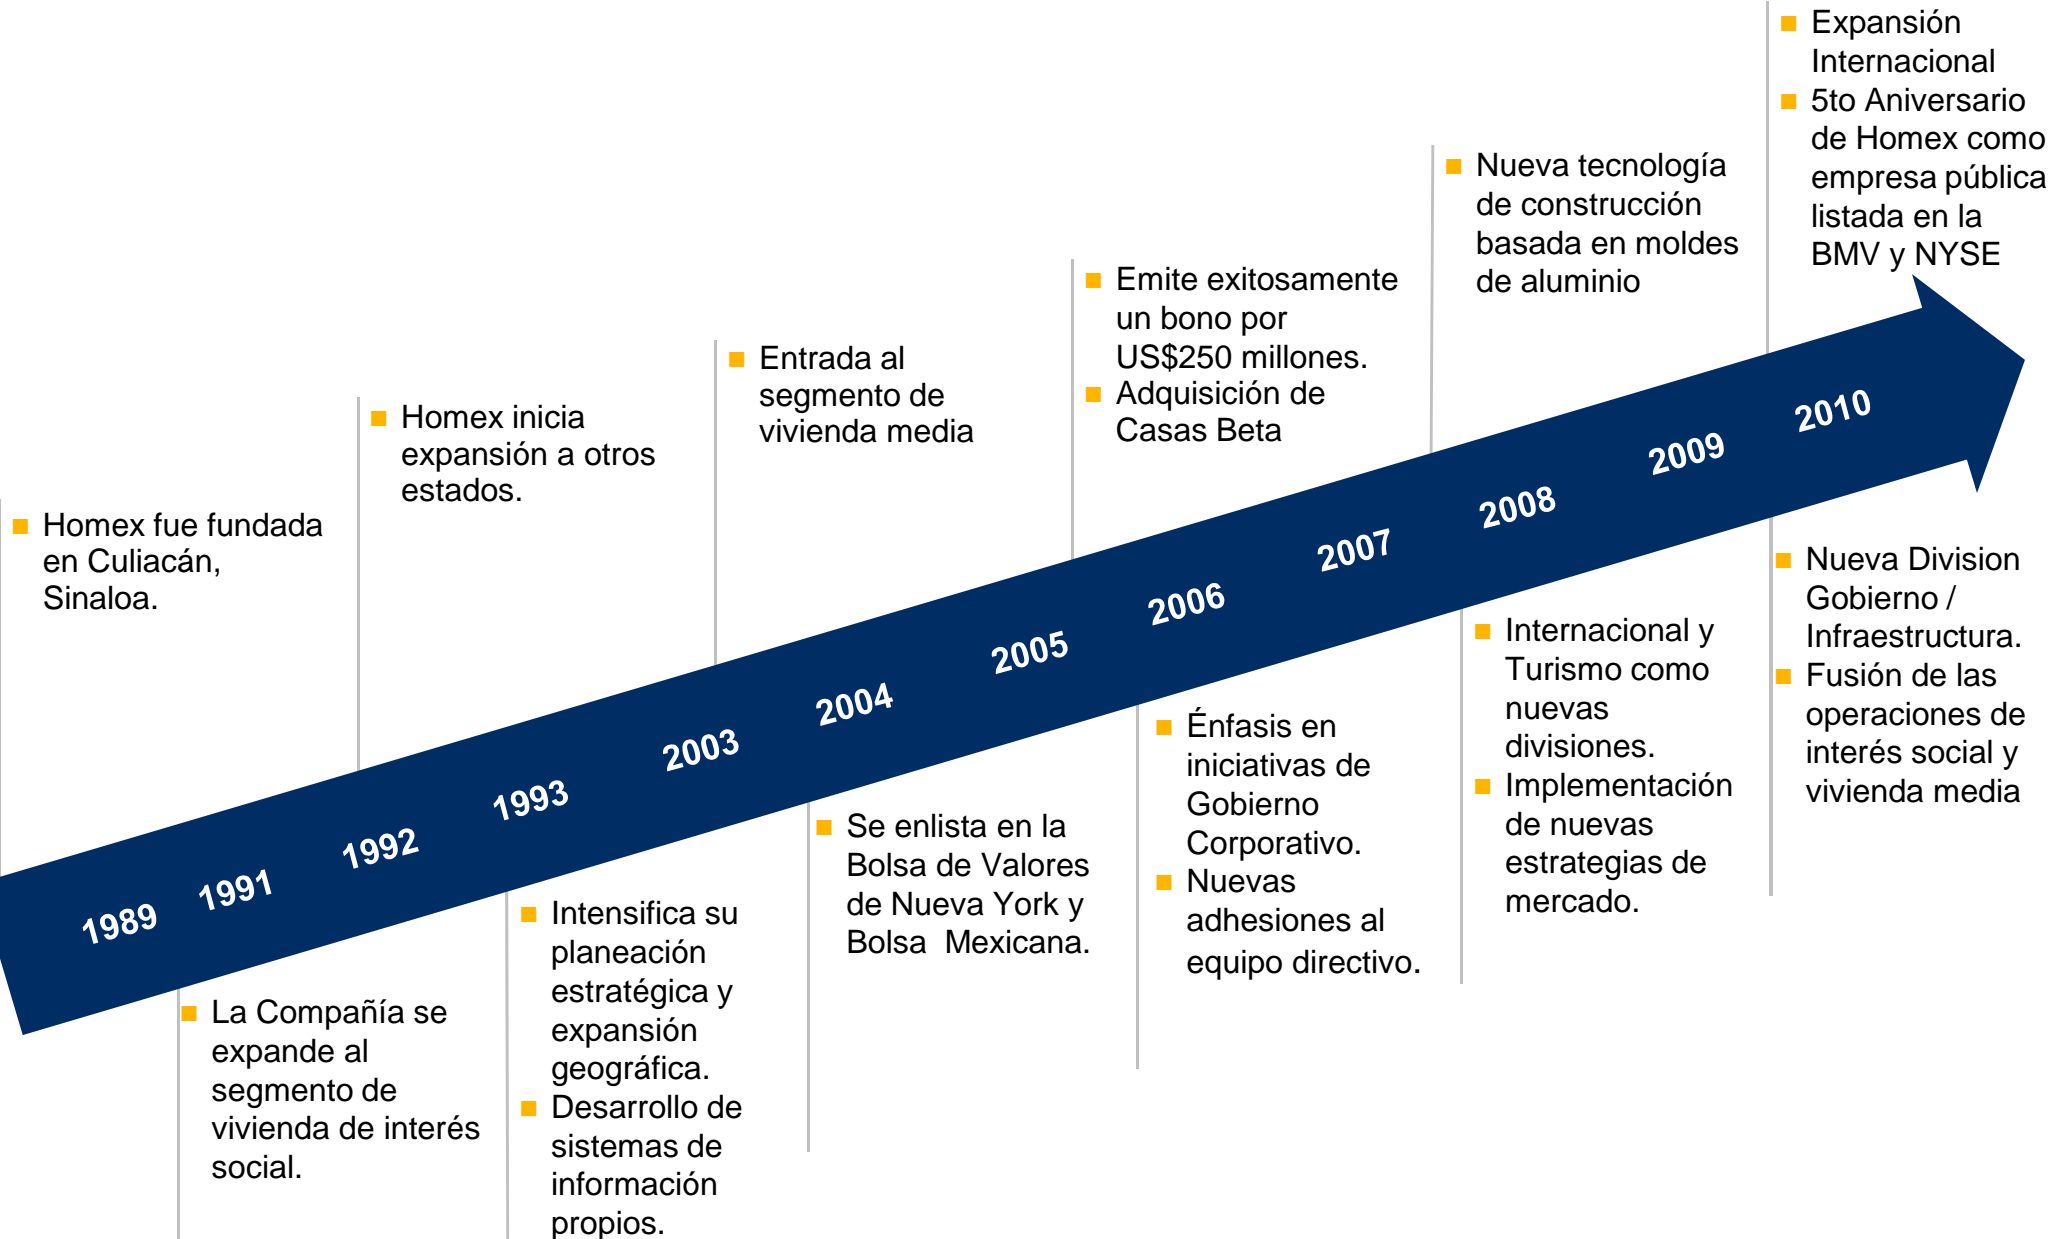 Homex fue fundada
en Culiacán,
Sinaloa.
Homex inicia
expansión a otros
estados.
Entrada al
segmento de
vivienda media
Emite exitosamente
un bono por
US$250 millones.
Adquisición de
Casas Beta
Nueva tecnología
de construcción
basada en moldes
de aluminio
Expansión
Internacional
5to Aniversario
de Homex como
empresa pública
listada en la
BMV y NYSE
1989
1991
1992
1993
2003
2004
2005
2006
2007
2008
2009
2010
La Compañía se
expande al
segmento de
vivienda de interés
social.
Intensifica su
planeación
estratégica y
expansión
geográfica.
Desarrollo de
sistemas de
información
propios.
Se enlista en la
Bolsa de Valores
de Nueva York y
Bolsa  Mexicana.
Énfasis en
iniciativas de
Gobierno
Corporativo.
Nuevas
adhesiones al
equipo directivo.
Internacional y
Turismo como
nuevas
divisiones.
Implementación
de nuevas
estrategias de
mercado.
Nueva Division
Gobierno /
Infraestructura.
Fusión de las
operaciones de
interés social y
vivienda media